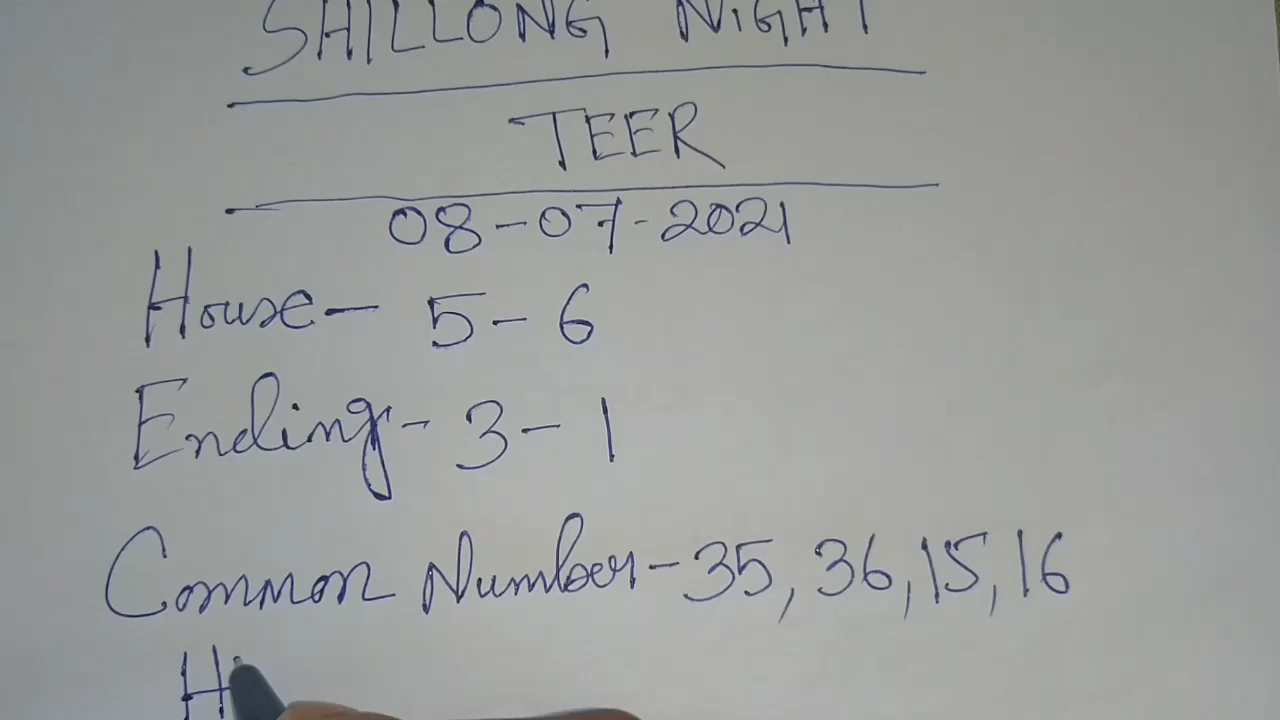 SHILLONG NIGHT
TEER
08-07-2021
House- 5-6
Ending- 3-1
Common Number-35, 36, 15, 16
H